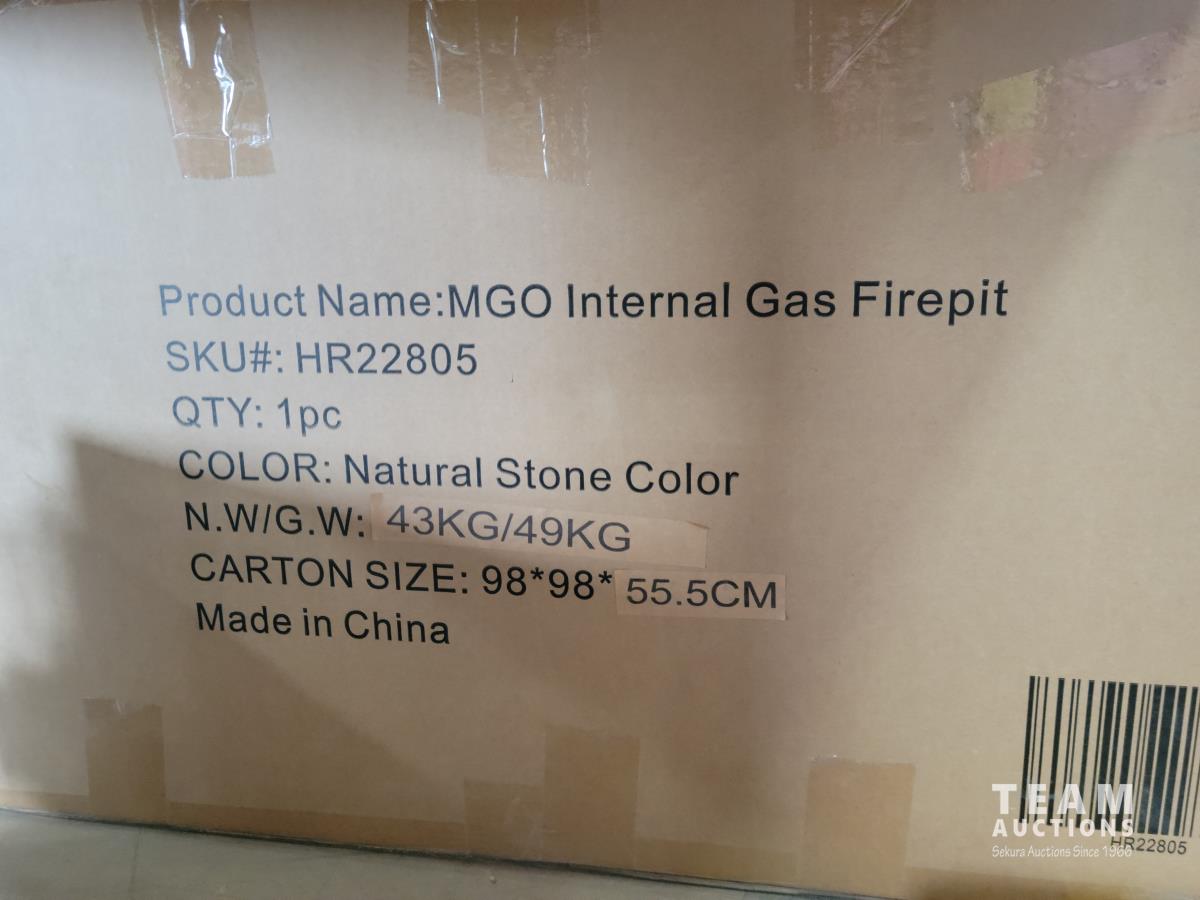 Product Name:MGO Internal Gas Firepit
SKU#: HR22805
QTY: 1pc
COLOR: Natural Stone Color
N.W/G.W: 43KG/49KG
CARTON SIZE: 98*98* 55.5CM
Made in China
TEAM
AUCTIONS
HR22805
Sekura Auctions Since 1966